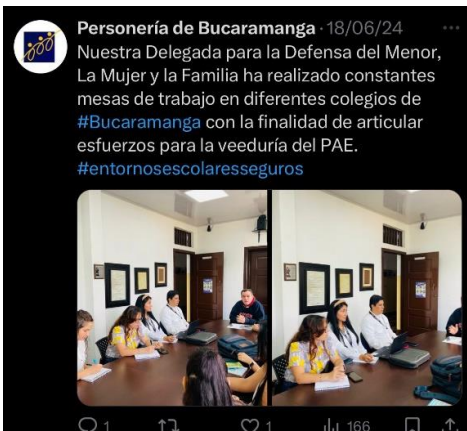 Personería de Bucaramanga · 18/06/24 ...
Nuestra Delegada para la Defensa del Menor,
La Mujer y la Familia ha realizado constantes
mesas de trabajo en diferentes colegios de
#Bucaramanga con la finalidad de articular
esfuerzos para la veeduría del PAE.
#entornosescolaresseguros
1 1 166